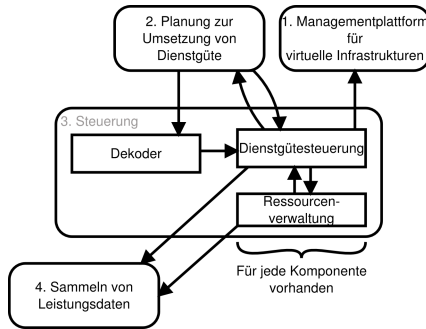 2. Planung zur
Umsetzung von
Dienstgüte
1. Managementplattform
für
virtuelle Infrastrukturen
3. Steuerung
Dekoder
Dienstgütesteuerung
Ressourcen-
verwaltung
Für jede Komponente
vorhanden
4. Sammeln von
Leistungsdaten